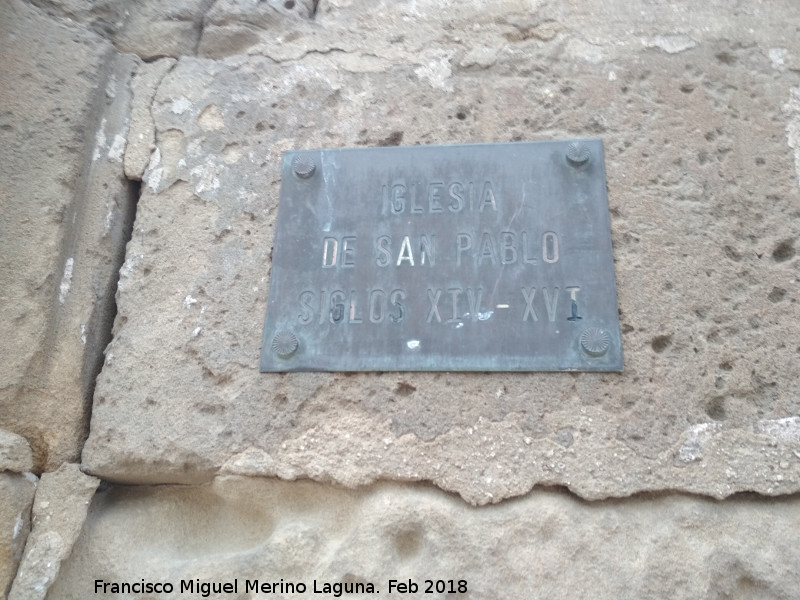 IGLESIA
DE SAN PABLO
SIGLOS XIV - XVI
Francisco Miguel Merino Laguna. Feb 2018